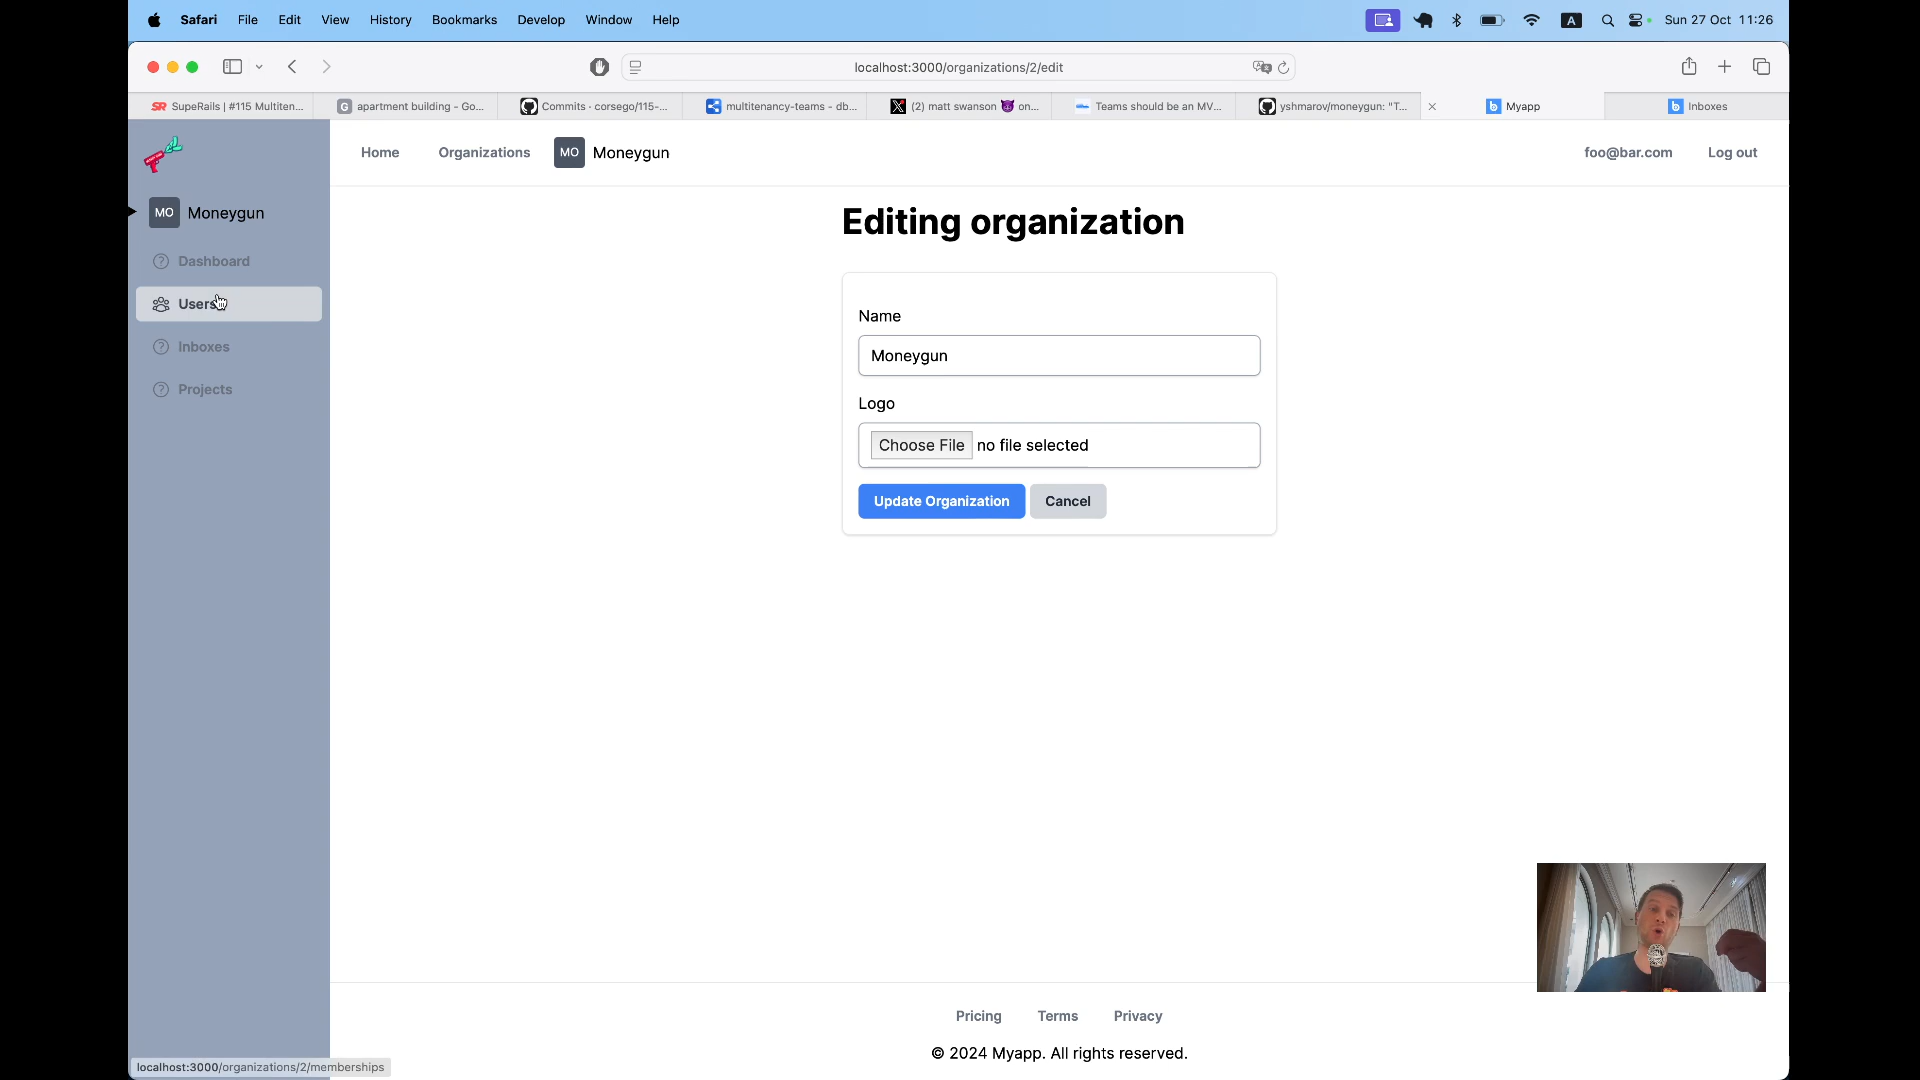 Safari File Edit View History Bookmarks Develop Window Help A Sun 27 Oct 11:26
localhost:3000/organizations/2/edit
SupeRails | #115 Multiten... apartment building - Go... Commits · corsego/115-... multitenancy-teams - db... (2) matt swanson 😈 on... Teams should be an MV... yshmarov/moneygun: "T... Myapp Inboxes
Home Organizations MO Moneygun foo@bar.com Log out
MO Moneygun
Dashboard
Users
Inboxes
Projects
Editing organization
Name
Moneygun
Logo
Choose File no file selected
Update Organization Cancel
Pricing Terms Privacy
© 2024 Myapp. All rights reserved.
localhost:3000/organizations/2/memberships